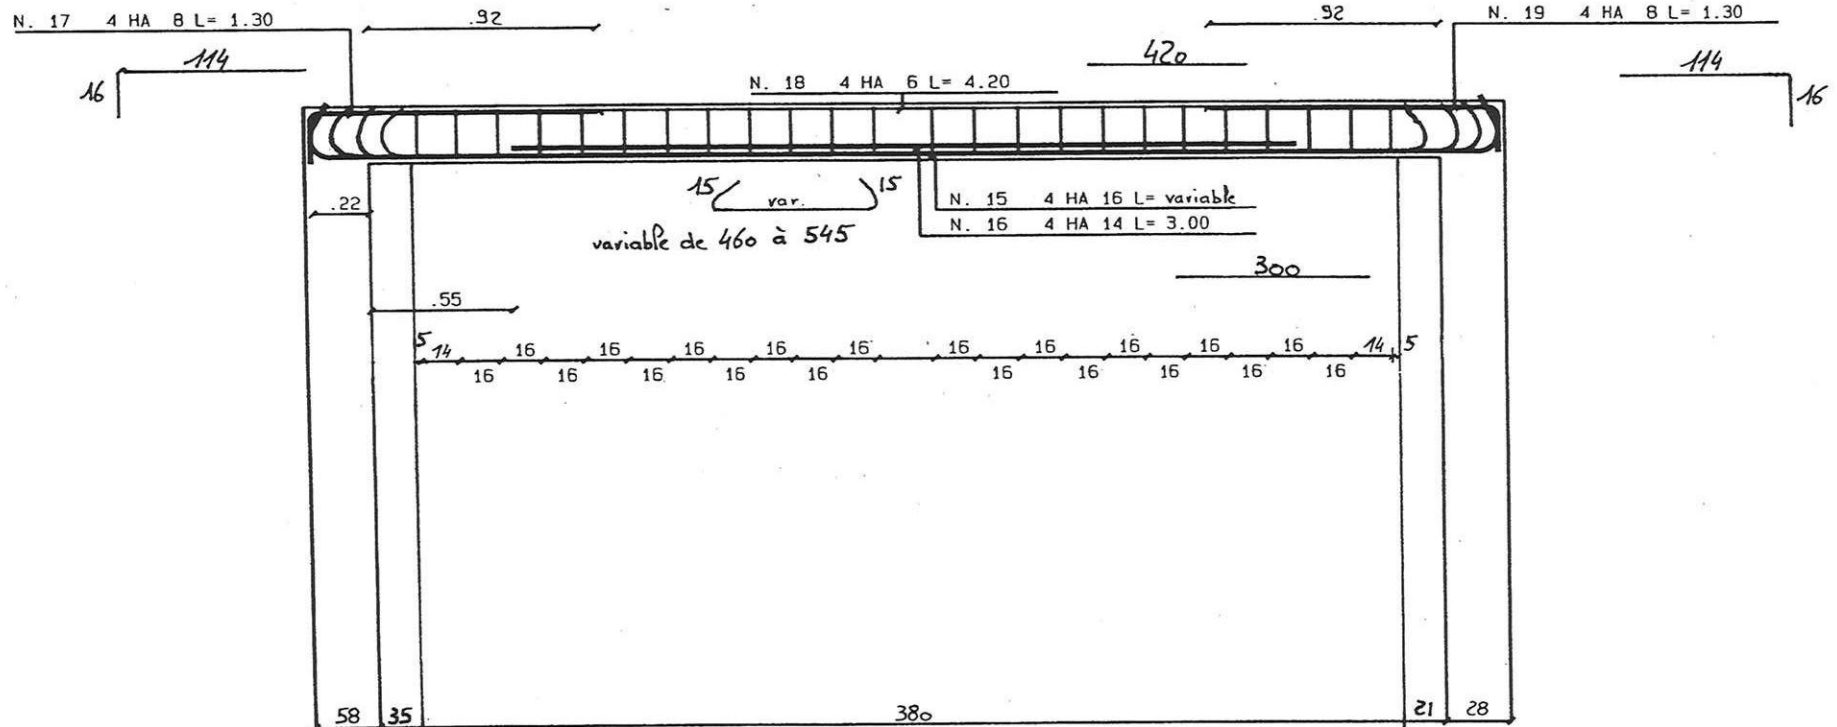 N. 17 4 HA 8 L= 1.30
.92
.92
N. 19 4 HA 8 L= 1.30
114
16
420
114
16
N. 18 4 HA 6 L= 4.20
15
var.
15
variable de 460 à 545
.22
N. 15 4 HA 16 L= variable
N. 16 4 HA 14 L= 3.00
300
.55
5 14 16 16 16 16 16 16 16 16 16 16 14 5
16 16 16 16 16 16 16 16 16 16
58 35 380 21 28